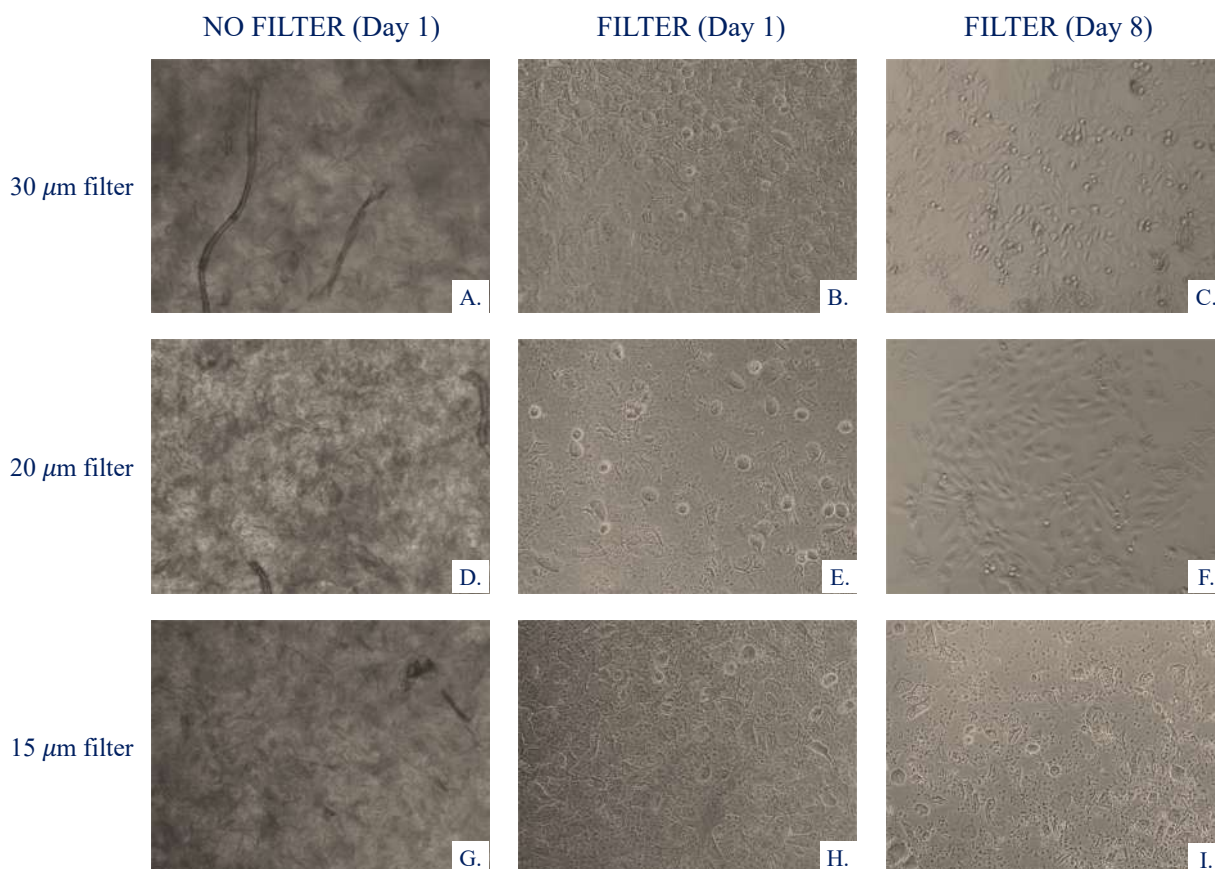 NO FILTER (Day 1) FILTER (Day 1) FILTER (Day 8)
30 μm filter
A. B. C.
20 μm filter
D. E. F.
15 μm filter
G. H. I.